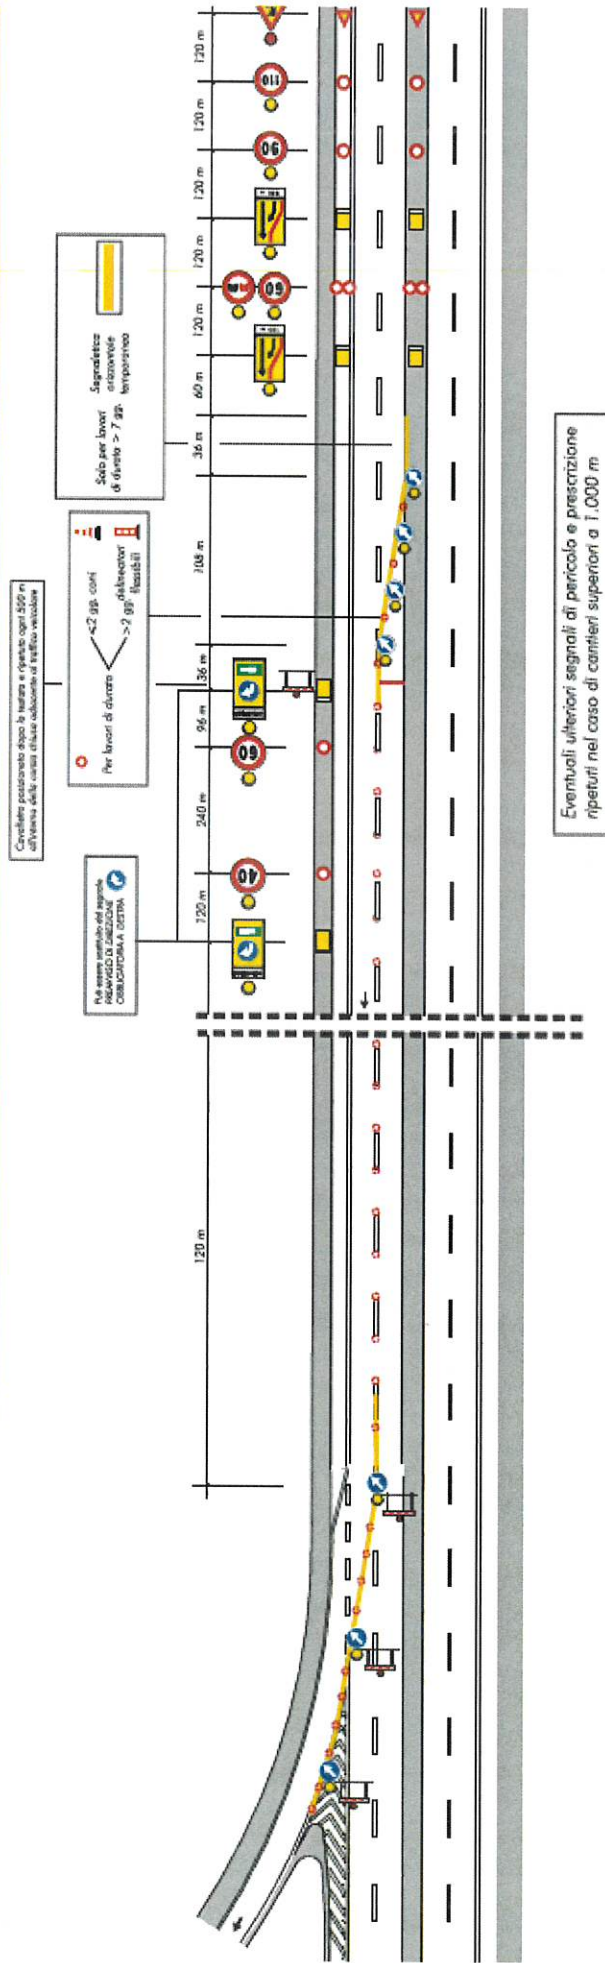 Cavalletto posizionato dopo la testata e ripetuto ogni 500 m
all'interno della corsia chiusa adiacente al traffico veicolare
Per lavori di durata
<2 gg. coni
>2 gg. delineatori
flessibili
Solo per lavori
di durata > 7 gg.
Segnaletica
orizzontale
temporanea
Può essere sostituito dal segnale
PREAVVISO DI DIREZIONE
OBBLIGATORIA A DESTRA
120 m
120 m
240 m
96 m
36 m
108 m
36 m
60 m
120 m
120 m
120 m
120 m
120 m
40
60
60
90
110
Eventuali ulteriori segnali di pericolo e prescrizione
ripetuti nel caso di cantieri superiori a 1.000 m